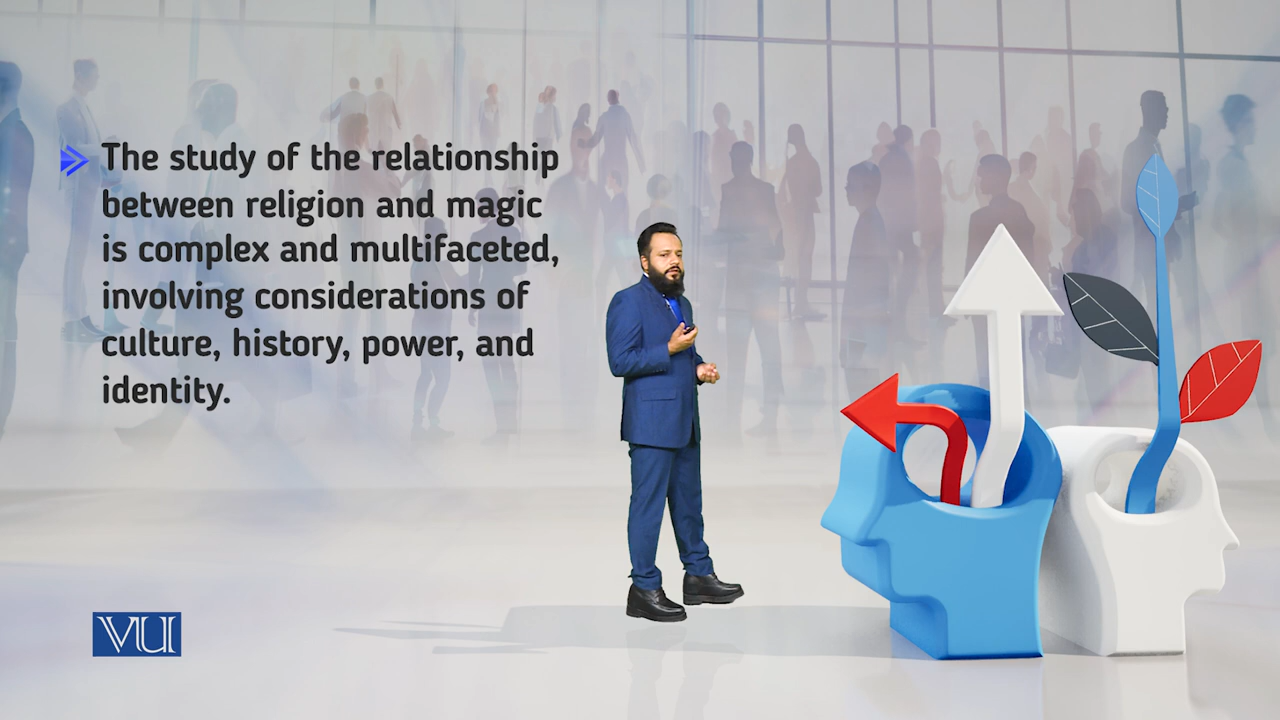 The study of the relationship
between religion and magic
is complex and multifaceted,
involving considerations of
culture, history, power, and
identity.
VU